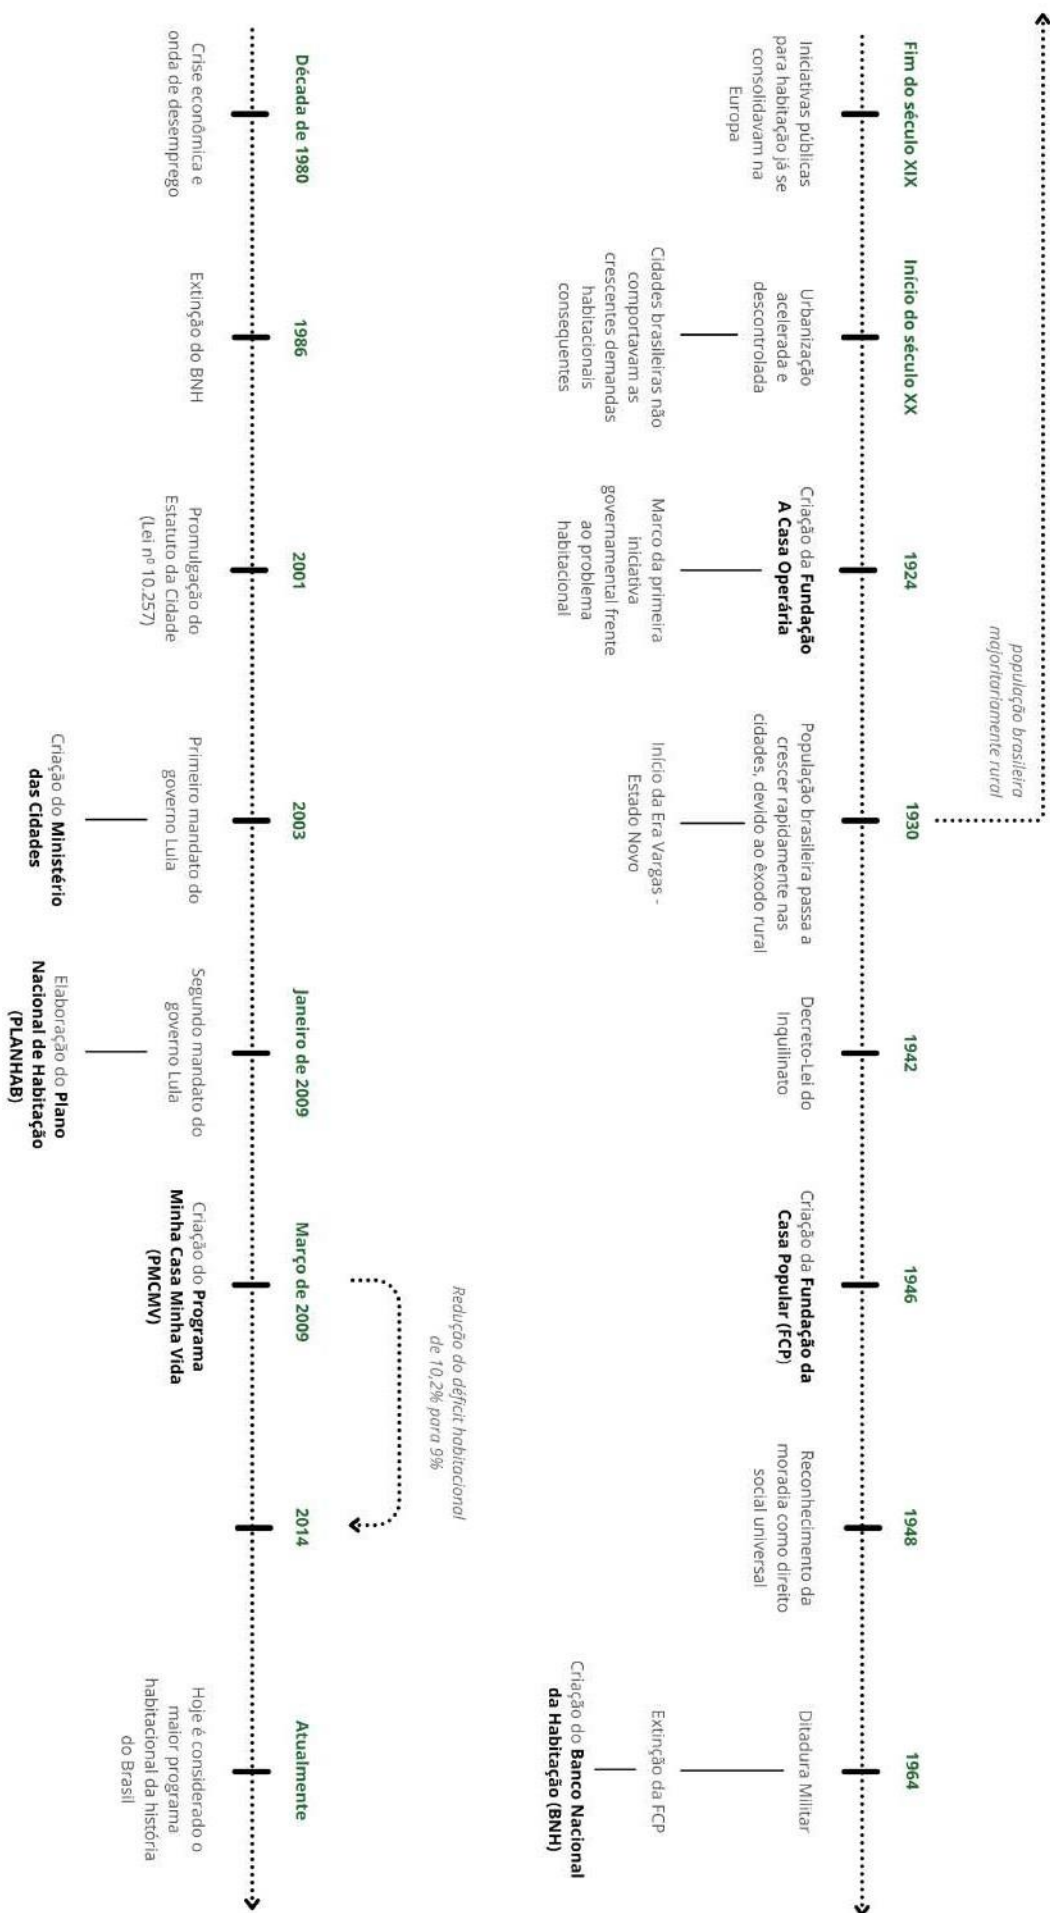 população brasileira
majoritariamente rural
Fim do século XIX
Iniciativas públicas
para habitação já se
consolidavam na
Europa
Início do século XX
Urbanização
acelerada e
descontrolada
Cidades brasileiras não
comportavam as
crescentes demandas
habitacionais
consequentes
1924
Criação da Fundação
A Casa Operária
Marco da primeira
iniciativa
governamental frente
ao problema
habitacional
1930
População brasileira passa a
crescer rapidamente nas
cidades, devido ao êxodo rural
Início da Era Vargas -
Estado Novo
1942
Decreto-Lei do
Inquilinato
1946
Criação da Fundação da
Casa Popular (FCP)
1948
Reconhecimento da
moradia como direito
social universal
1964
Ditadura Militar
Extinção da FCP
Criação do Banco Nacional
da Habitação (BNH)
Década de 1980
Crise econômica e
onda de desemprego
1986
Extinção do BNH
2001
Promulgação do
Estatuto da Cidade
(Lei nº 10.257)
2003
Primeiro mandato do
governo Lula
Criação do Ministério
das Cidades
Janeiro de 2009
Segundo mandato do
governo Lula
Elaboração do Plano
Nacional de Habitação
(PLANHAB)
Março de 2009
Criação do Programa
Minha Casa Minha Vida
(PMCMV)
Redução do déficit habitacional
de 10,2% para 9%
2014
Atualmente
Hoje é considerado o
maior programa
habitacional da história
do Brasil